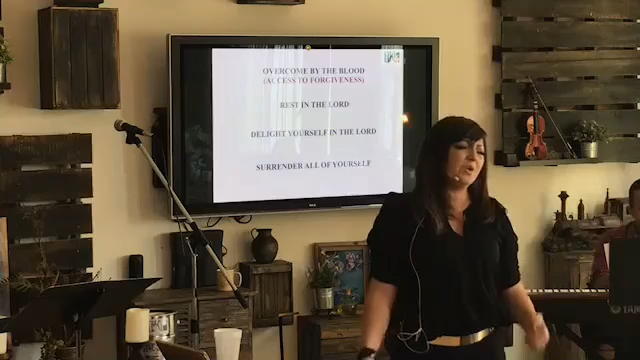 OVERCOME BY THE BLOOD
(ACCESS TO FORGIVENESS)
REST IN THE LORD
DELIGHT YOURSELF IN THE LORD
SURRENDER ALL OF YOURSELF